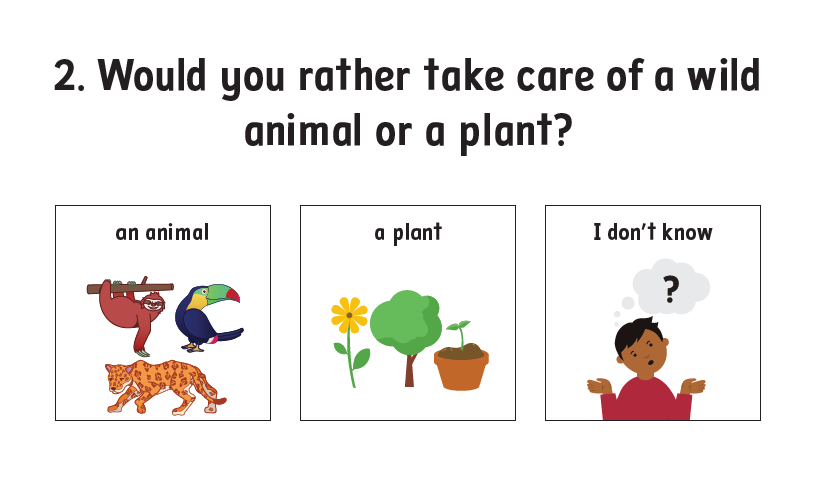 2. Would you rather take care of a wild
animal or a plant?
an animal
a plant
I don't know
?